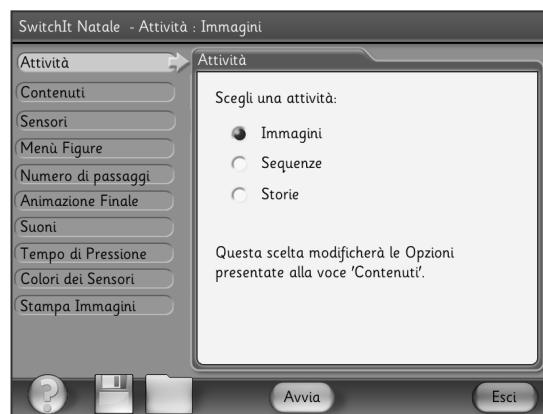 SwitchIt Natale - Attività : Immagini
Attività
Contenuti
Sensori
Menù Figure
Numero di passaggi
Animazione Finale
Suoni
Tempo di Pressione
Colori dei Sensori
Stampa Immagini
Attività
Scegli una attività:
Immagini
Sequenze
Storie
Questa scelta modificherà le Opzioni
presentate alla voce 'Contenuti'.
?
Avvia
Esci